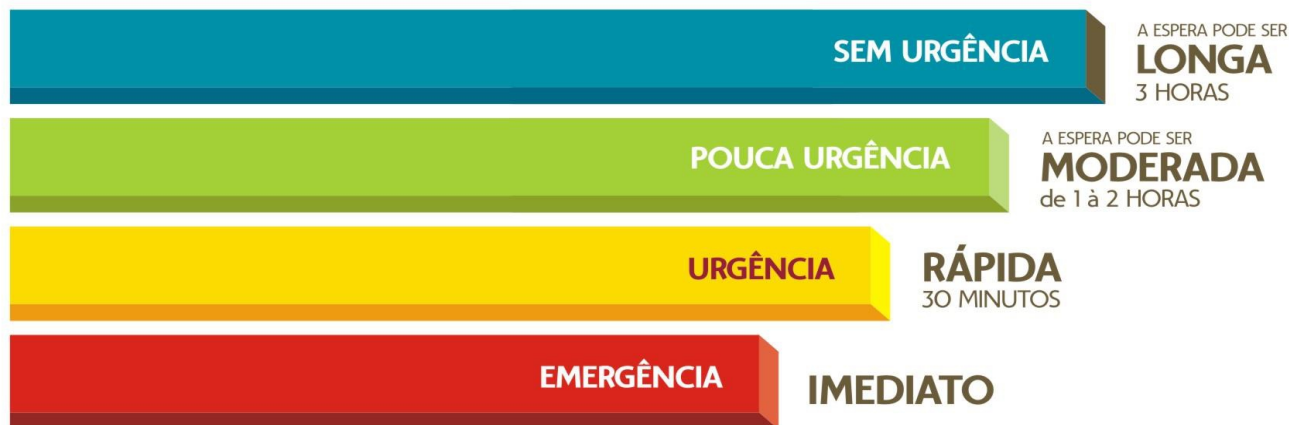 SEM URGÊNCIA
A ESPERA PODE SER
LONGA
3 HORAS
POUCA URGÊNCIA
A ESPERA PODE SER
MODERADA
de 1 à 2 HORAS
URGÊNCIA
RÁPIDA
30 MINUTOS
EMERGÊNCIA
IMEDIATO